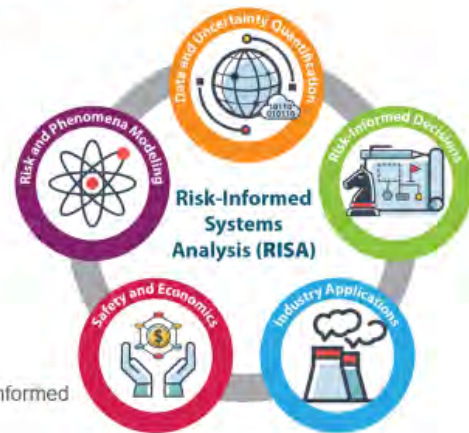 Data and Uncertainty Quantification
10110
010110
Risk and Phenomena Modeling
Risk-Informed Decisions
Risk-Informed
Systems
Analysis (RISA)
Safety and Economics
$
Industry Applications
nformed